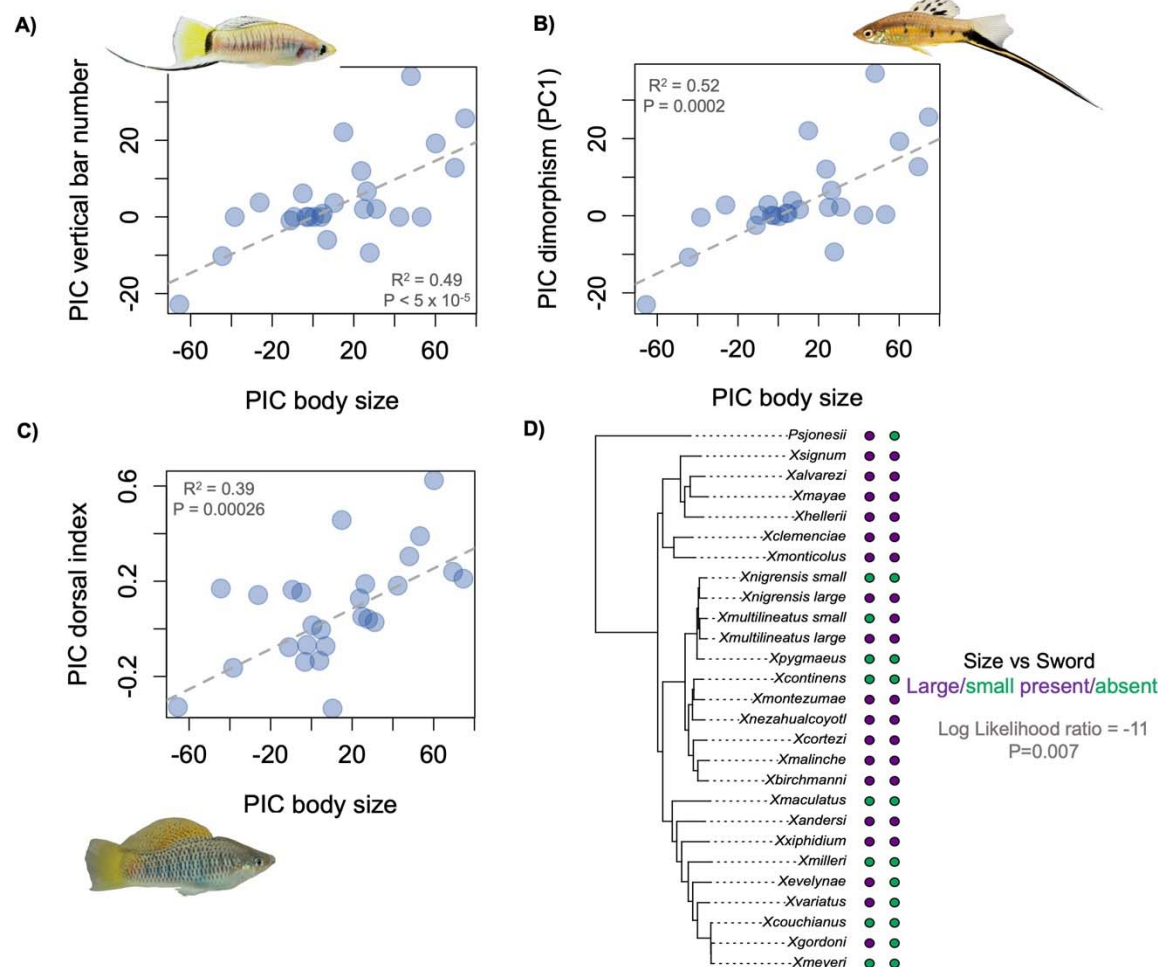 A)
PIC vertical bar number
20
0
-20
R² = 0.49
P < 5 x 10⁻⁵
-60
-20
20
60
PIC body size
B)
PIC dimorphism (PC1)
20
0
-20
R² = 0.52
P = 0.0002
-60
-20
20
60
PIC body size
C)
PIC dorsal index
0.6
0.2
-0.2
R² = 0.39
P = 0.00026
-60
-20
20
60
PIC body size
D)
Psjonesii
Xsignum
Xalvarezi
Xmayae
Xhellerii
Xclemenciae
Xmonticolus
Xnigrensis small
Xnigrensis large
Xmultilineatus small
Xmultilineatus large
Xpygmaeus
Xcontinens
Xmontezumae
Xnezahualcoyotl
Xcortezi
Xmalinche
Xbirchmanni
Xmaculatus
Xandersi
Xxiphidium
Xmilleri
Xevelynae
Xvariatus
Xcouchianus
Xgordoni
Xmeyeri
Size vs Sword
Large/small present/absent
Log Likelihood ratio = -11
P=0.007